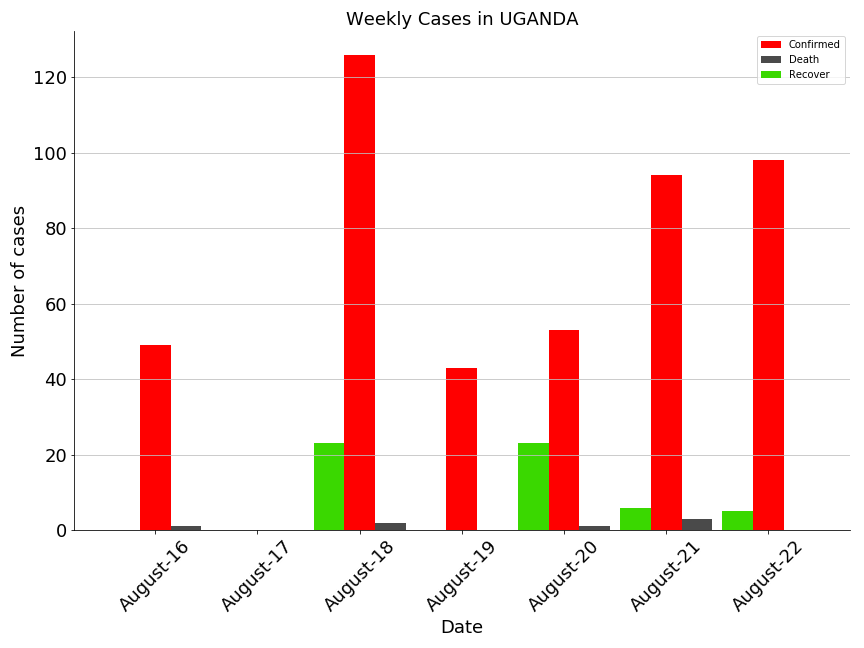 Weekly Cases in UGANDA
Confirmed
Death
Recover
Number of cases
120
100
80
60
40
20
0
August-16
August-17
August-18
August-19
August-20
August-21
August-22
Date